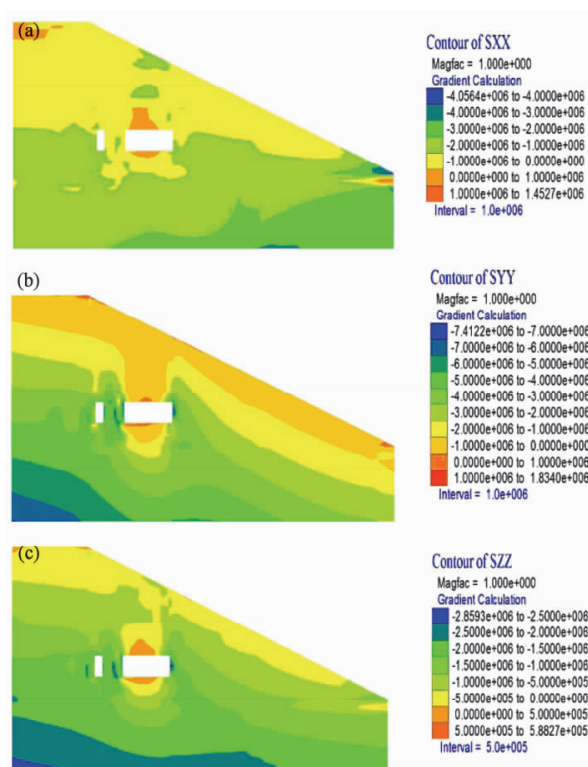 (a)
Contour of SXX
Magfac = 1.000e+000
Gradient Calculation
-4.0564e+006 to -4.0000e+006
-4.0000e+006 to -3.0000e+006
-3.0000e+006 to -2.0000e+006
-2.0000e+006 to -1.0000e+006
-1.0000e+006 to 0.0000e+000
0.0000e+000 to 1.0000e+006
1.0000e+006 to 1.4527e+006
Interval = 1.0e+006
(b)
Contour of SYY
Magfac = 1.000e+000
Gradient Calculation
-7.4122e+006 to -7.0000e+006
-7.0000e+006 to -6.0000e+006
-6.0000e+006 to -5.0000e+006
-5.0000e+006 to -4.0000e+006
-4.0000e+006 to -3.0000e+006
-3.0000e+006 to -2.0000e+006
-2.0000e+006 to -1.0000e+006
-1.0000e+006 to 0.0000e+000
0.0000e+000 to 1.0000e+006
1.0000e+006 to 1.8340e+006
Interval = 1.0e+006
(c)
Contour of SZZ
Magfac = 1.000e+000
Gradient Calculation
-2.8593e+006 to -2.5000e+006
-2.5000e+006 to -2.0000e+006
-2.0000e+006 to -1.5000e+006
-1.5000e+006 to -1.0000e+006
-1.0000e+006 to -5.0000e+005
-5.0000e+005 to 0.0000e+000
0.0000e+000 to 5.0000e+005
5.0000e+005 to 5.8827e+005
Interval = 5.0e+005